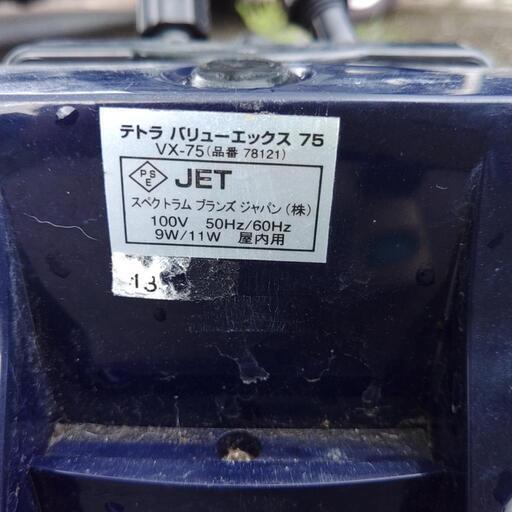 テトラ バリューエックス 75
VX-75(品番 78121)
PSE JET
スペクトラム ブランズ ジャパン (株)
100V 50Hz/60Hz
9W/11W 屋内用